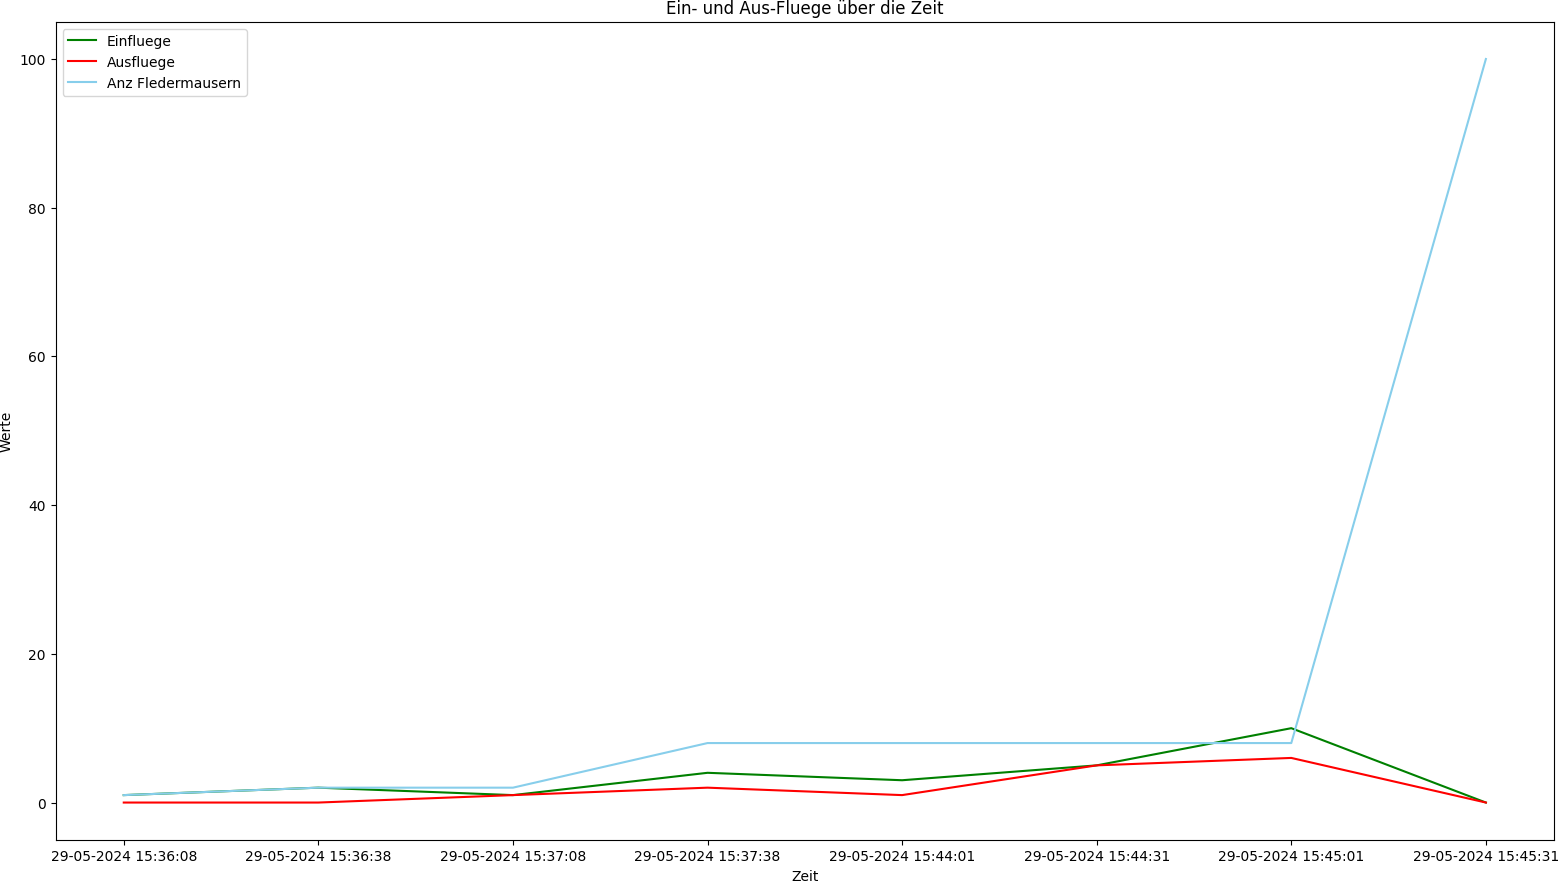 Ein- und Aus-Fluege über die Zeit
Einfluege
Ausfluege
Anz Fledermausern
100
80
60
40
20
0
Werte
29-05-2024 15:36:08
29-05-2024 15:36:38
29-05-2024 15:37:08
29-05-2024 15:37:38
29-05-2024 15:44:01
29-05-2024 15:44:31
29-05-2024 15:45:01
29-05-2024 15:45:31
Zeit